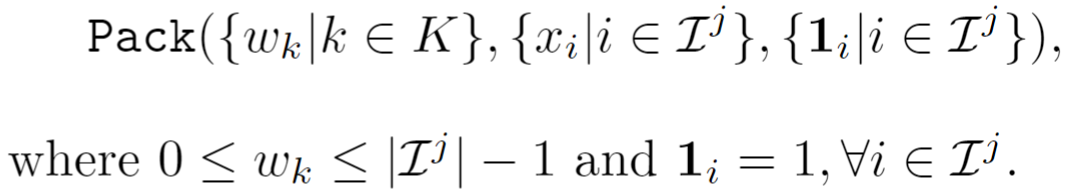 Pack({w_k|k ∈ K}, {x_i|i ∈ ℐ^j}, {𝟏_i|i ∈ ℐ^j}),
where 0 ≤ w_k ≤ |ℐ^j| − 1 and 𝟏_i = 1, ∀i ∈ ℐ^j.